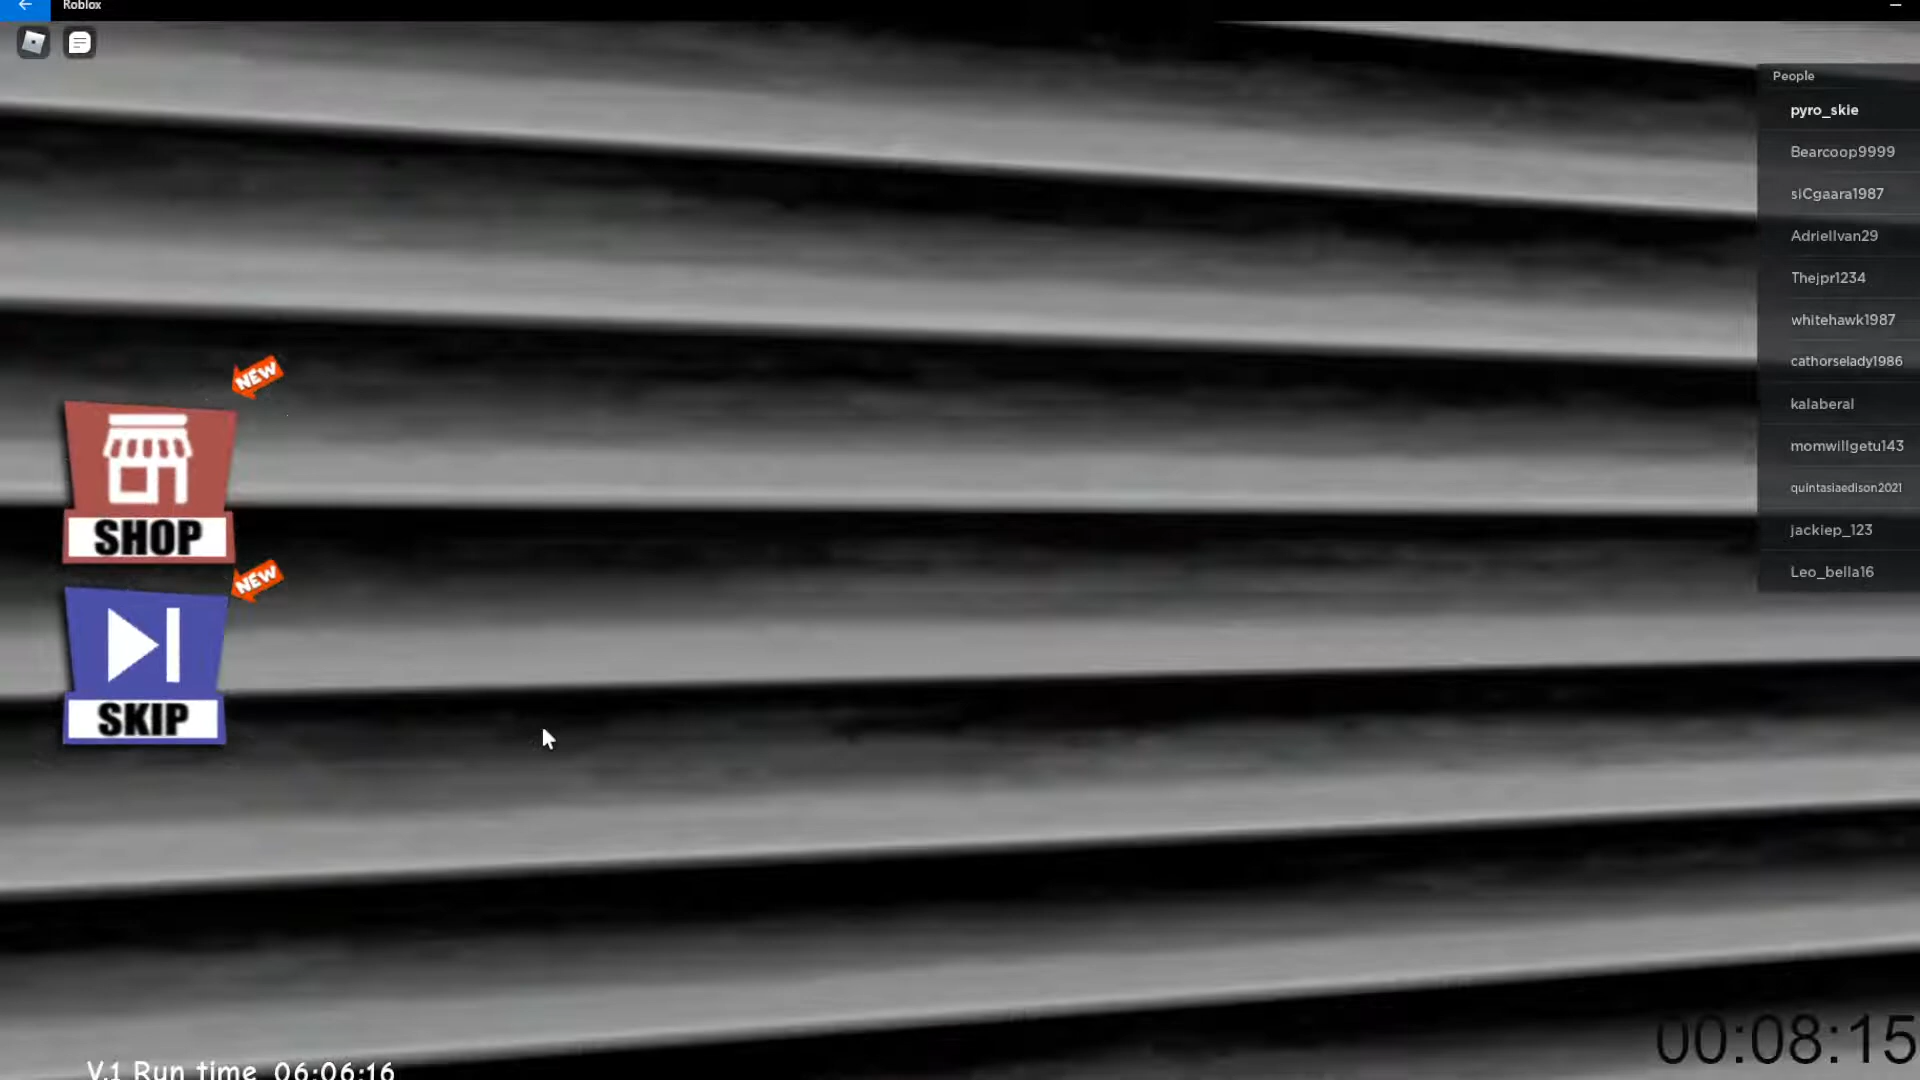 Roblox
People
pyro_skie
Bearcoop9999
siCgaara1987
AdrielIvan29
Thejpr1234
whitehawk1987
cathorselady1986
kalaberal
momwillgetu143
quintasiaedison2021
jackiep_123
Leo_bella16
NEW
SHOP
NEW
SKIP
V.1 Run time 06:06:16
00:08:15